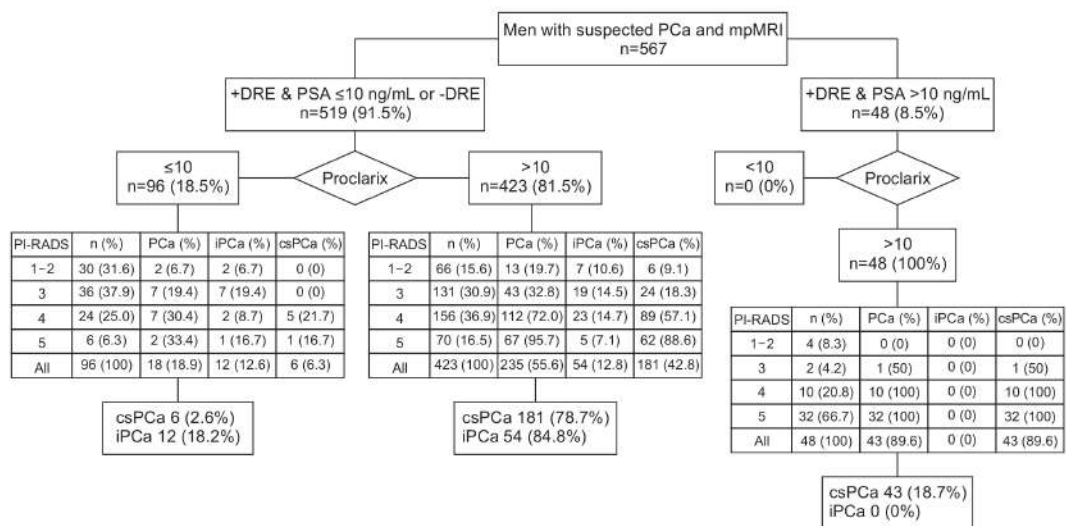 Men with suspected PCa and mpMRI
n=567
+DRE & PSA ≤10 ng/mL or -DRE
n=519 (91.5%)
+DRE & PSA >10 ng/mL
n=48 (8.5%)
≤10
n=96 (18.5%)
Proclarix
>10
n=423 (81.5%)
<10
n=0 (0%)
Proclarix
>10
n=48 (100%)
PI-RADS n (%) PCa (%) iPCa (%) csPCa (%)
1–2 30 (31.6) 2 (6.7) 2 (6.7) 0 (0)
3 36 (37.9) 7 (19.4) 7 (19.4) 0 (0)
4 24 (25.0) 7 (30.4) 2 (8.7) 5 (21.7)
5 6 (6.3) 2 (33.4) 1 (16.7) 1 (16.7)
All 96 (100) 18 (18.9) 12 (12.6) 6 (6.3)
csPCa 6 (2.6%)
iPCa 12 (18.2%)
PI-RADS n (%) PCa (%) iPCa (%) csPCa (%)
1–2 66 (15.6) 13 (19.7) 7 (10.6) 6 (9.1)
3 131 (30.9) 43 (32.8) 19 (14.5) 24 (18.3)
4 156 (36.9) 112 (72.0) 23 (14.7) 89 (57.1)
5 70 (16.5) 67 (95.7) 5 (7.1) 62 (88.6)
All 423 (100) 235 (55.6) 54 (12.8) 181 (42.8)
csPCa 181 (78.7%)
iPCa 54 (84.8%)
PI-RADS n (%) PCa (%) iPCa (%) csPCa (%)
1–2 4 (8.3) 0 (0) 0 (0) 0 (0)
3 2 (4.2) 1 (50) 0 (0) 1 (50)
4 10 (20.8) 10 (100) 0 (0) 10 (100)
5 32 (66.7) 32 (100) 0 (0) 32 (100)
All 48 (100) 43 (89.6) 0 (0) 43 (89.6)
csPCa 43 (18.7%)
iPCa 0 (0%)